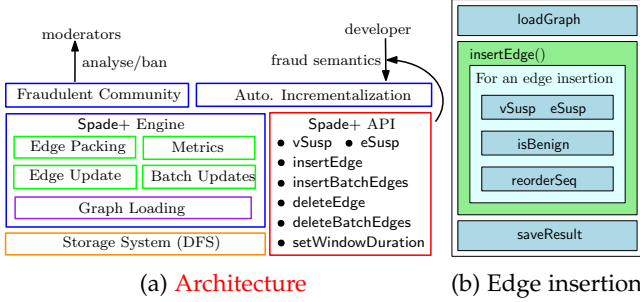 moderators
analyse/ban
developer
fraud semantics
Fraudulent Community
Auto. Incrementalization
Spade+ Engine
Edge Packing
Metrics
Edge Update
Batch Updates
Graph Loading
Storage System (DFS)
Spade+ API
• vSusp • eSusp
• insertEdge
• insertBatchEdges
• deleteEdge
• deleteBatchEdges
• setWindowDuration
(a) Architecture
loadGraph
insertEdge()
For an edge insertion
vSusp eSusp
isBenign
reorderSeq
saveResult
(b) Edge insertion